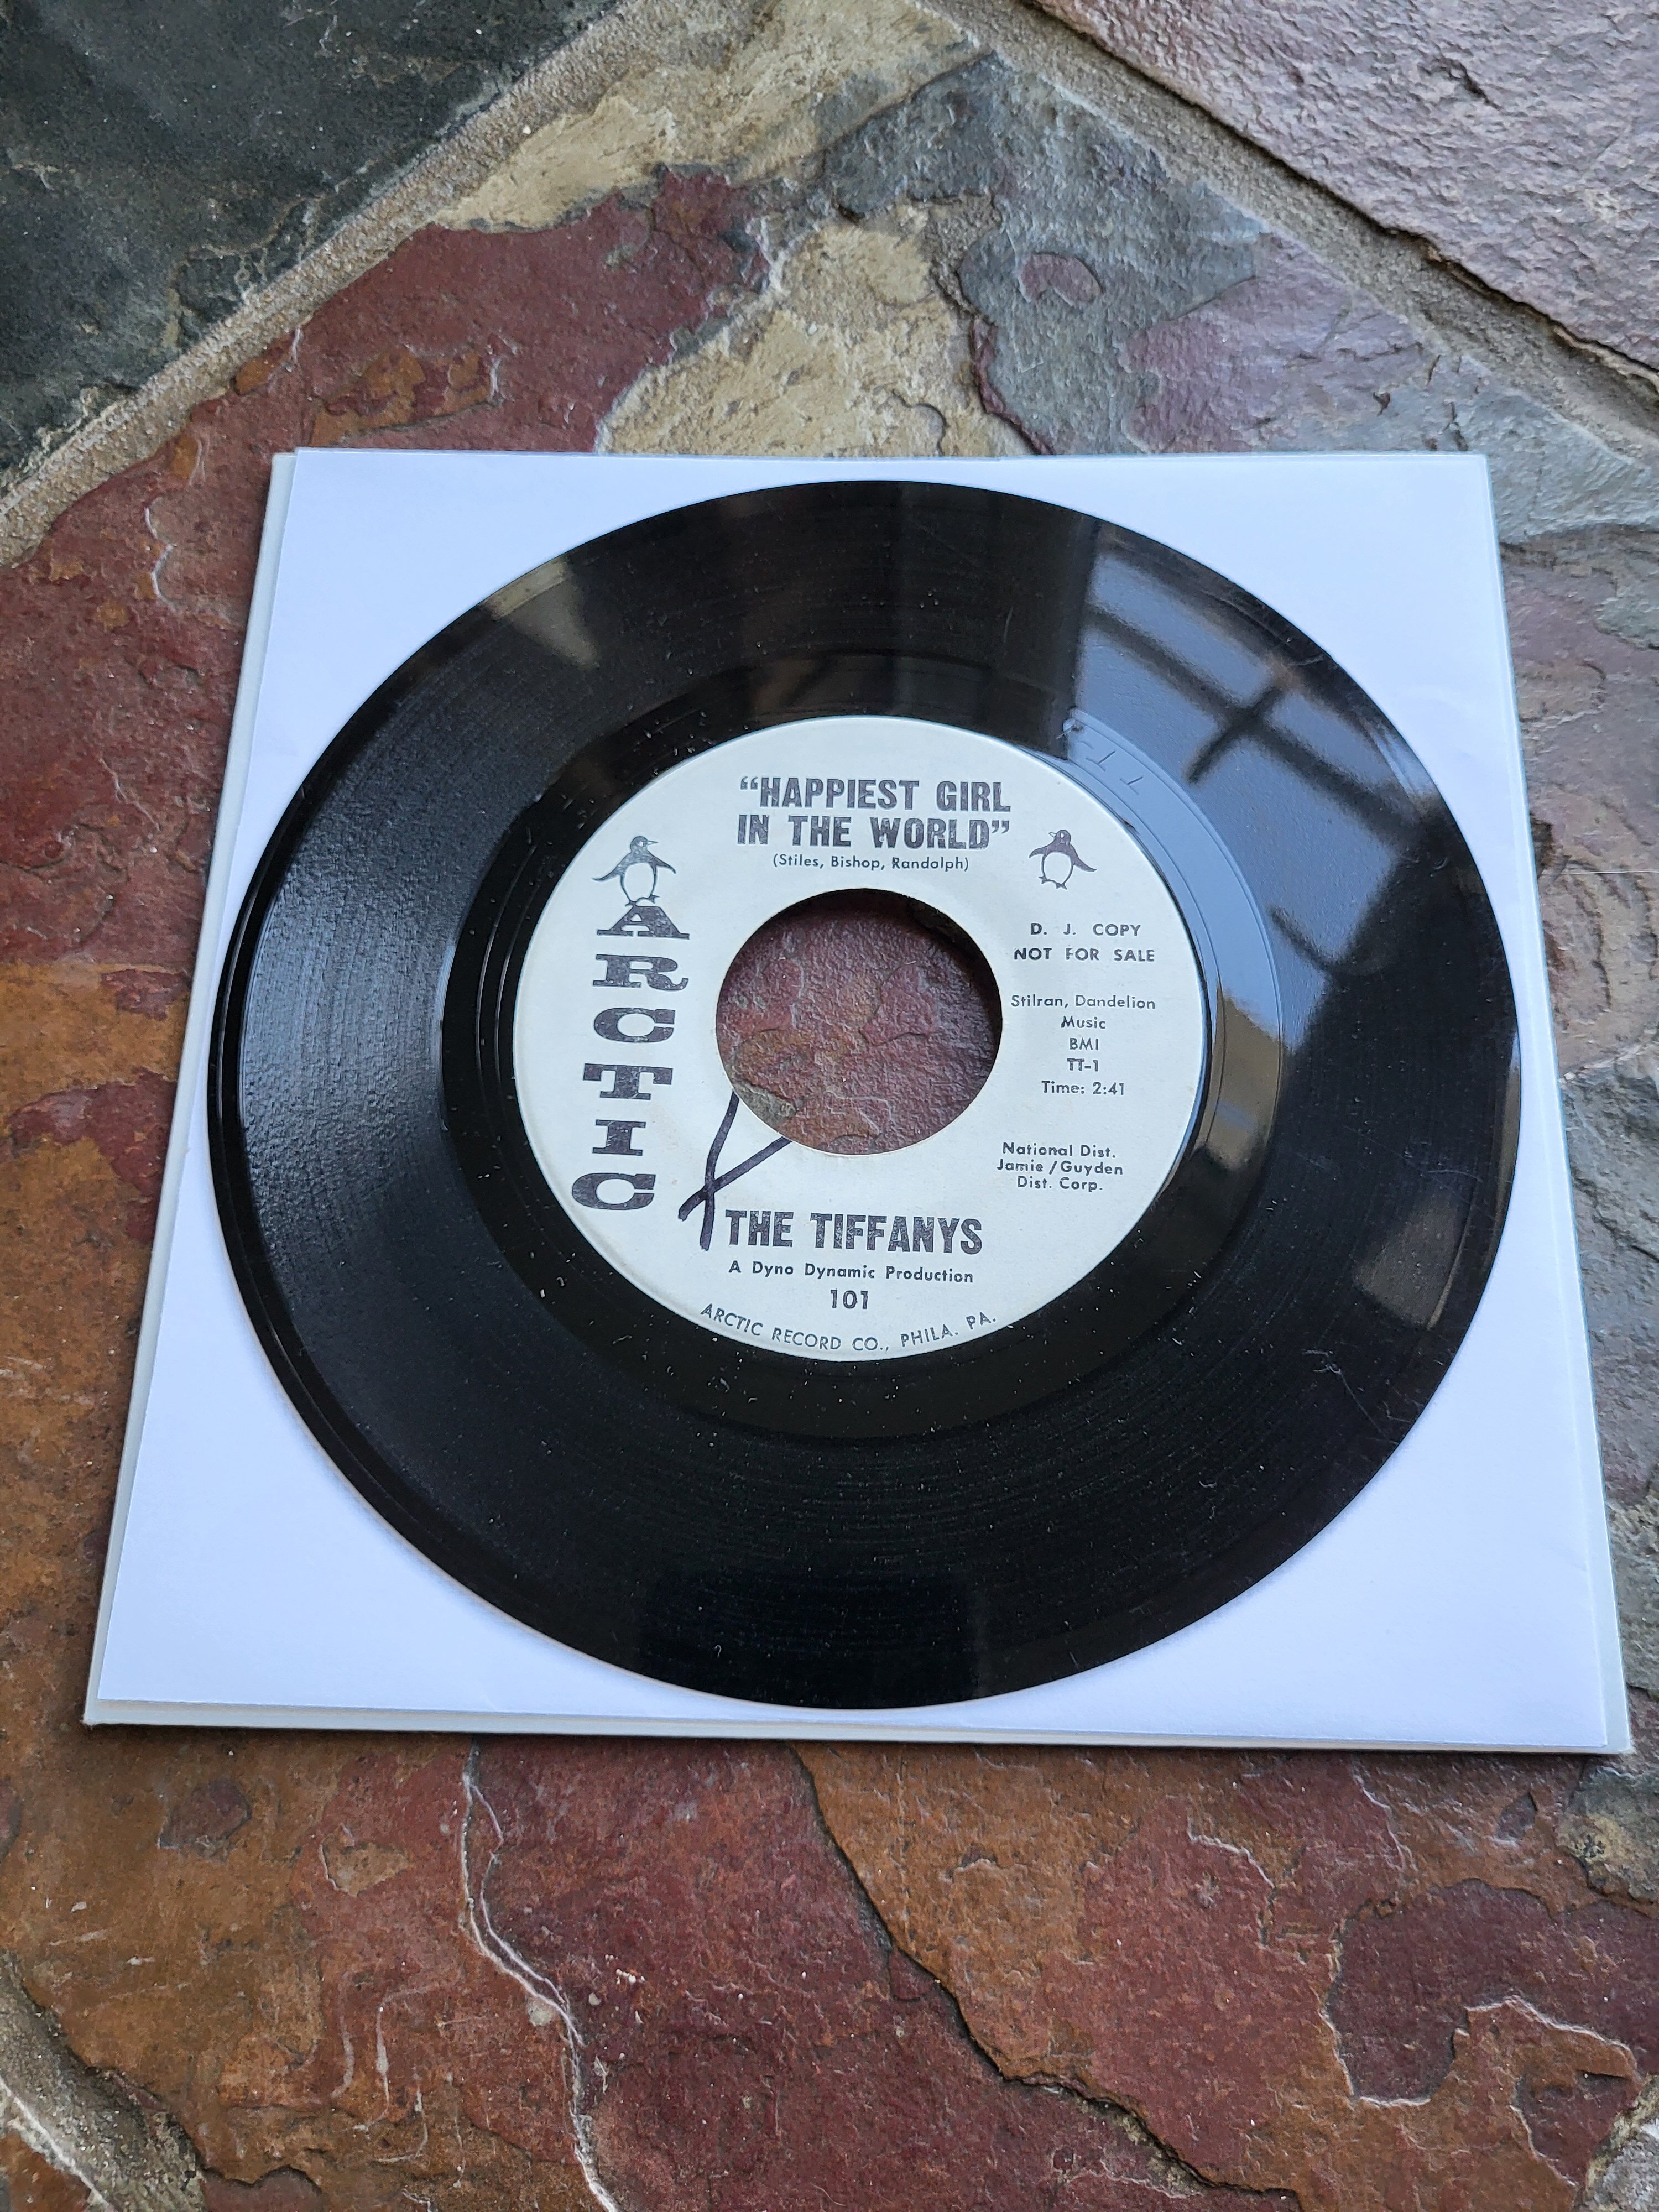 “HAPPIEST GIRL
IN THE WORLD”
(Stiles, Bishop, Randolph)
ARCTIC
D. J. COPY
NOT FOR SALE
Stilran, Dandelion
Music
BMI
TT-1
Time: 2:41
National Dist.
Jamie/Guyden
Dist. Corp.
THE TIFFANYS
A Dyno Dynamic Production
101
ARCTIC RECORD CO., PHILA. PA.